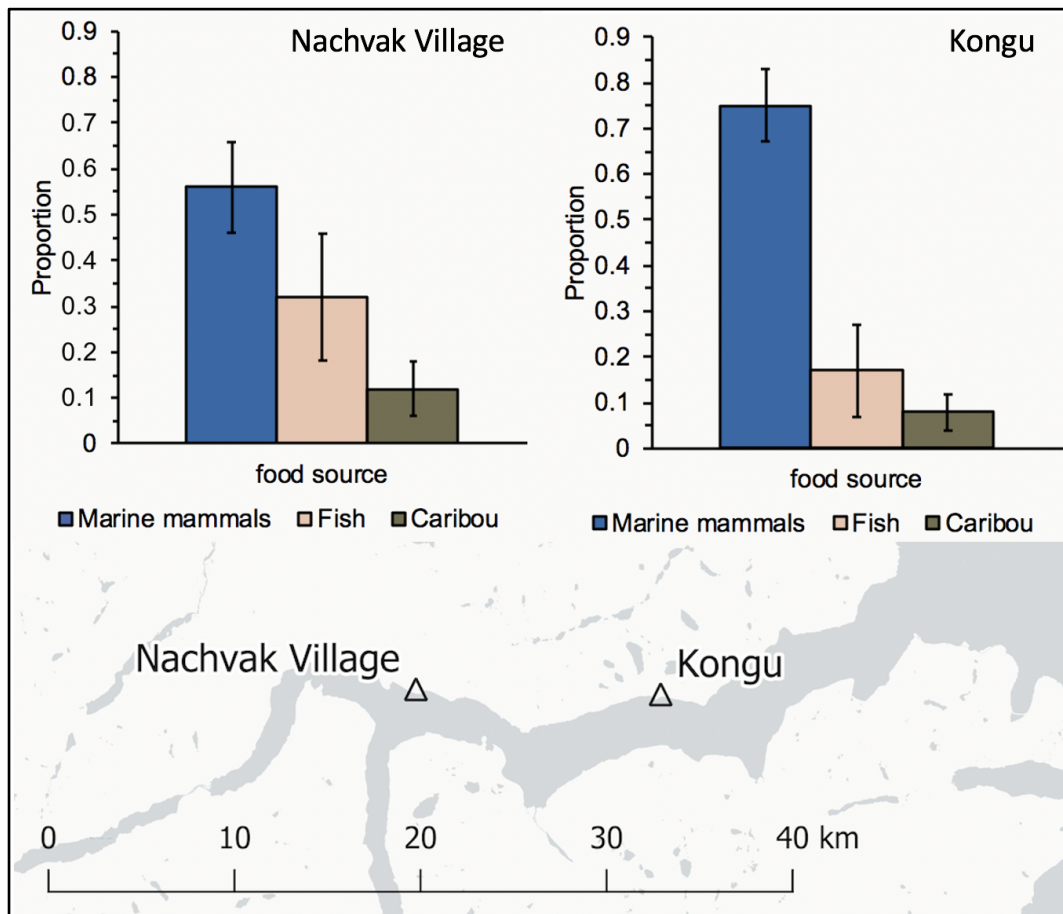 Nachvak Village
0.9
0.8
0.7
0.6
0.5
0.4
0.3
0.2
0.1
0
Proportion
food source
Marine mammals Fish Caribou
Kongu
0.9
0.8
0.7
0.6
0.5
0.4
0.3
0.2
0.1
0
Proportion
food source
Marine mammals Fish Caribou
Nachvak Village
Kongu
0 10 20 30 40 km